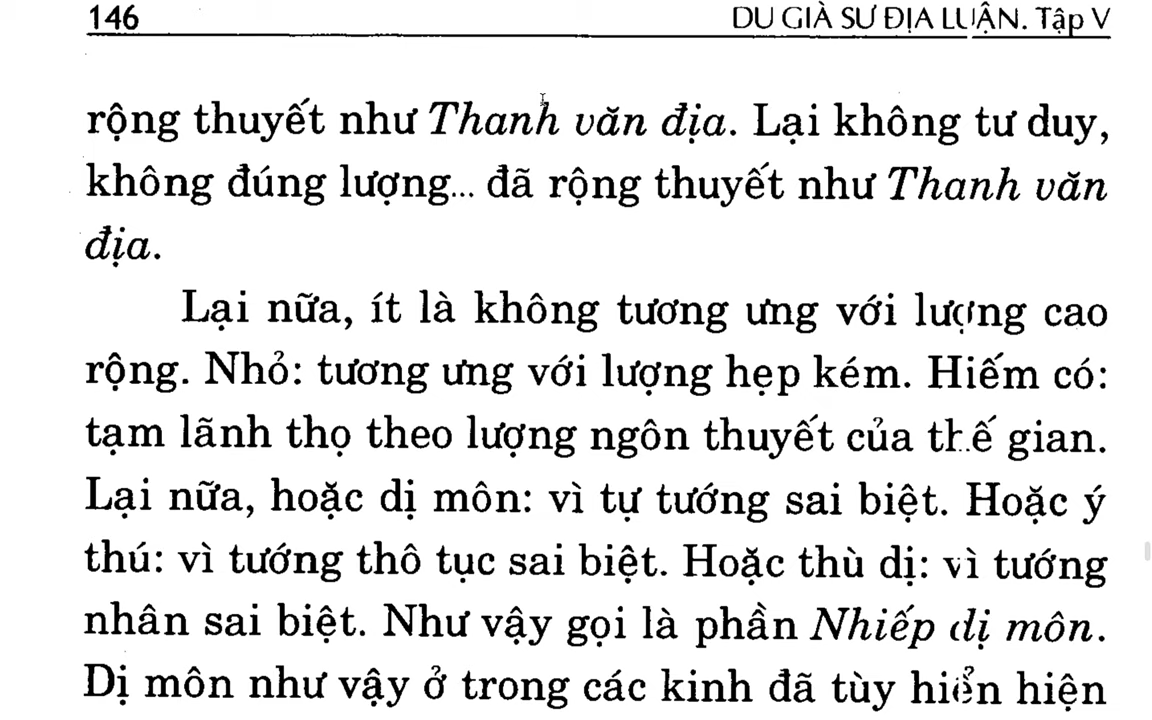 146 DU GIÀ SƯ ĐỊA LUẬN. Tập V
rộng thuyết như Thanh văn địa. Lại không tư duy,
không đúng lượng... đã rộng thuyết như Thanh văn
địa.
Lại nữa, ít là không tương ưng với lượng cao
rộng. Nhỏ: tương ưng với lượng hẹp kém. Hiếm có:
tạm lãnh thọ theo lượng ngôn thuyết của thế gian.
Lại nữa, hoặc dị môn: vì tự tướng sai biệt. Hoặc ý
thú: vì tướng thô tục sai biệt. Hoặc thù dị: vì tướng
nhân sai biệt. Như vậy gọi là phần Nhiếp dị môn.
Dị môn như vậy ở trong các kinh đã tùy hiển hiện